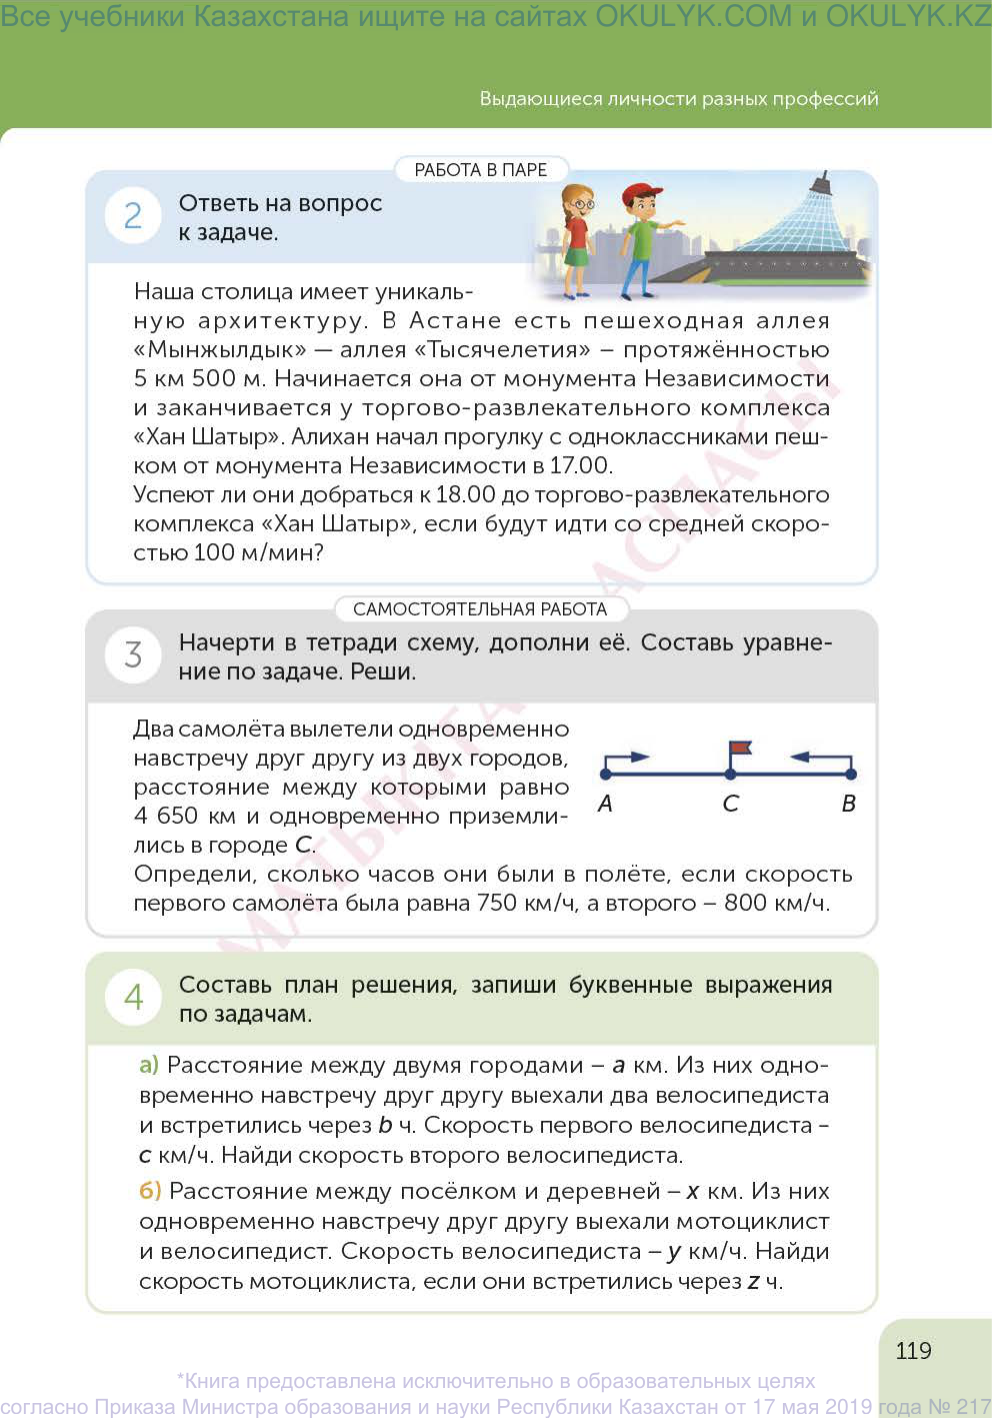 Все учебники Казахстана ищите на сайтах OKULYK.COM и OKULYK.KZ
Выдающиеся личности разных профессий
РАБОТА В ПАРЕ
2
Ответь на вопрос
к задаче.
Наша столица имеет уникаль-
ную архитектуру. В Астане есть пешеходная аллея
«Мынжылдык» — аллея «Тысячелетия» – протяжённостью
5 км 500 м. Начинается она от монумента Независимости
и заканчивается у торгово-развлекательного комплекса
«Хан Шатыр». Алихан начал прогулку с одноклассниками пеш-
ком от монумента Независимости в 17.00.
Успеют ли они добраться к 18.00 до торгово-развлекательного
комплекса «Хан Шатыр», если будут идти со средней скоро-
стью 100 м/мин?
САМОСТОЯТЕЛЬНАЯ РАБОТА
3
Начерти в тетради схему, дополни её. Составь уравне-
ние по задаче. Реши.
Два самолёта вылетели одновременно
навстречу друг другу из двух городов,
расстояние между которыми равно
4 650 км и одновременно приземли-
лись в городе C.
A C B
Определи, сколько часов они были в полёте, если скорость
первого самолёта была равна 750 км/ч, а второго – 800 км/ч.
4
Составь план решения, запиши буквенные выражения
по задачам.
а) Расстояние между двумя городами – a км. Из них одно-
временно навстречу друг другу выехали два велосипедиста
и встретились через b ч. Скорость первого велосипедиста –
c км/ч. Найди скорость второго велосипедиста.
б) Расстояние между посёлком и деревней – x км. Из них
одновременно навстречу друг другу выехали мотоциклист
и велосипедист. Скорость велосипедиста – y км/ч. Найди
скорость мотоциклиста, если они встретились через z ч.
119
*Книга предоставлена исключительно в образовательных целях
согласно Приказа Министра образования и науки Республики Казахстан от 17 мая 2019 года № 217